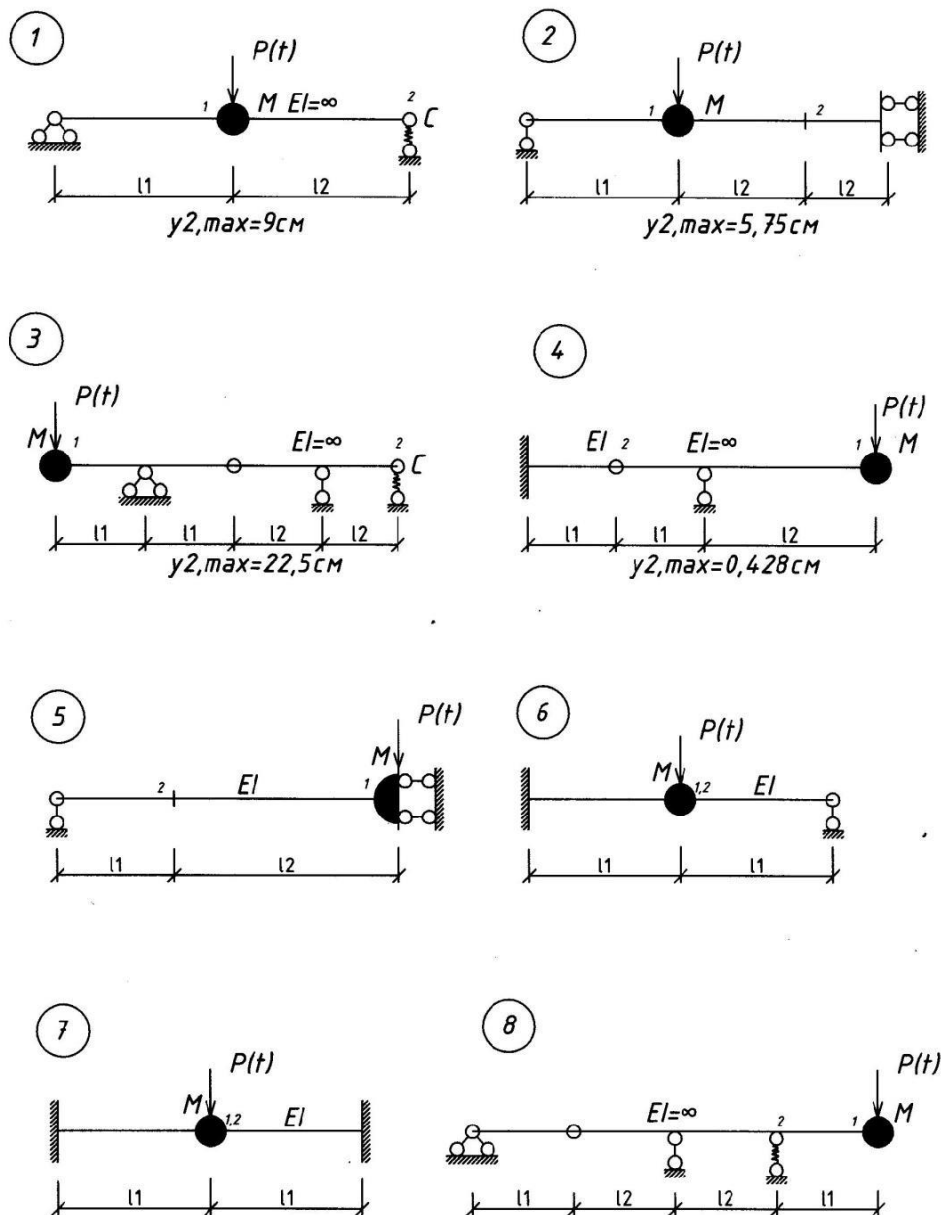 1
P(t)
1 M EI=∞ 2 C
l1 l2
y2,max=9см
2
P(t)
1 M 2
l1 l2 l2
y2,max=5,75см
3
P(t)
M 1 EI=∞ 2 C
l1 l1 l2 l2
y2,max=22,5см
4
P(t)
EI 2 EI=∞ 1 M
l1 l1 l2
y2,max=0,428см
5
P(t)
M
2 EI 1
l1 l2
6
P(t)
M 1,2 EI
l1 l1
7
P(t)
M 1,2 EI
l1 l1
8
P(t)
EI=∞ 2 1 M
l1 l2 l2 l1